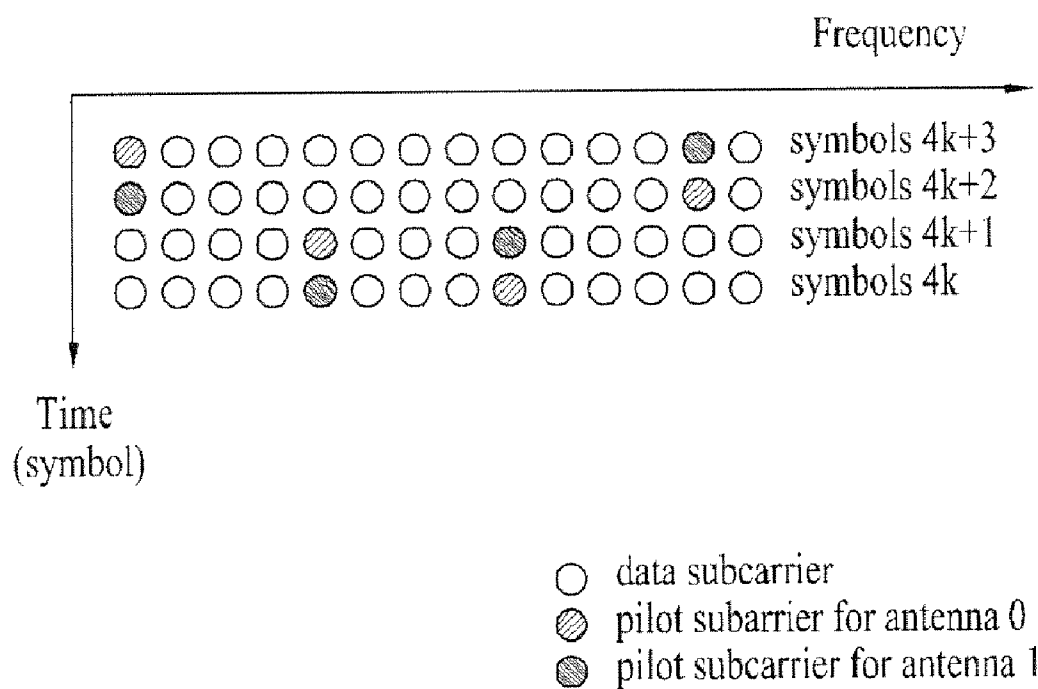 Frequency
symbols 4k+3
symbols 4k+2
symbols 4k+1
symbols 4k
Time
(symbol)
data subcarrier
pilot subarrier for antenna 0
pilot subcarrier for antenna 1